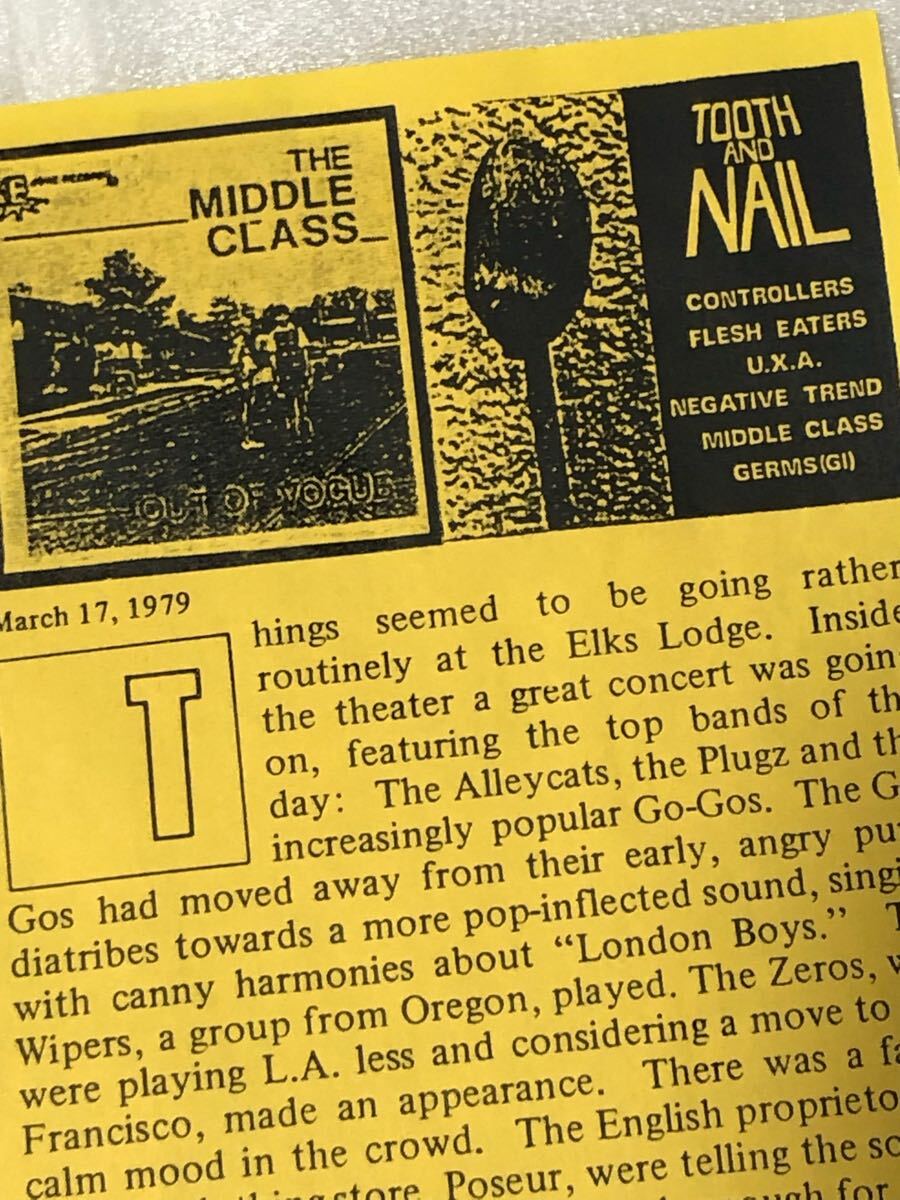 THE
MIDDLE
CLASS
OUT OF VOGUE
TOOTH
AND
NAIL
CONTROLLERS
FLESH EATERS
U.X.A.
NEGATIVE TREND
MIDDLE CLASS
GERMS(GI)
March 17, 1979
Things seemed to be going rather
routinely at the Elks Lodge. Inside
the theater a great concert was goin
on, featuring the top bands of th
day: The Alleycats, the Plugz and th
increasingly popular Go-Gos. The G
Gos had moved away from their early, angry pu
diatribes towards a more pop-inflected sound, singi
with canny harmonies about “London Boys.” T
Wipers, a group from Oregon, played. The Zeros, w
were playing L.A. less and considering a move to
Francisco, made an appearance. There was a fa
calm mood in the crowd. The English proprieto
store, Poseur, were telling the sc
for